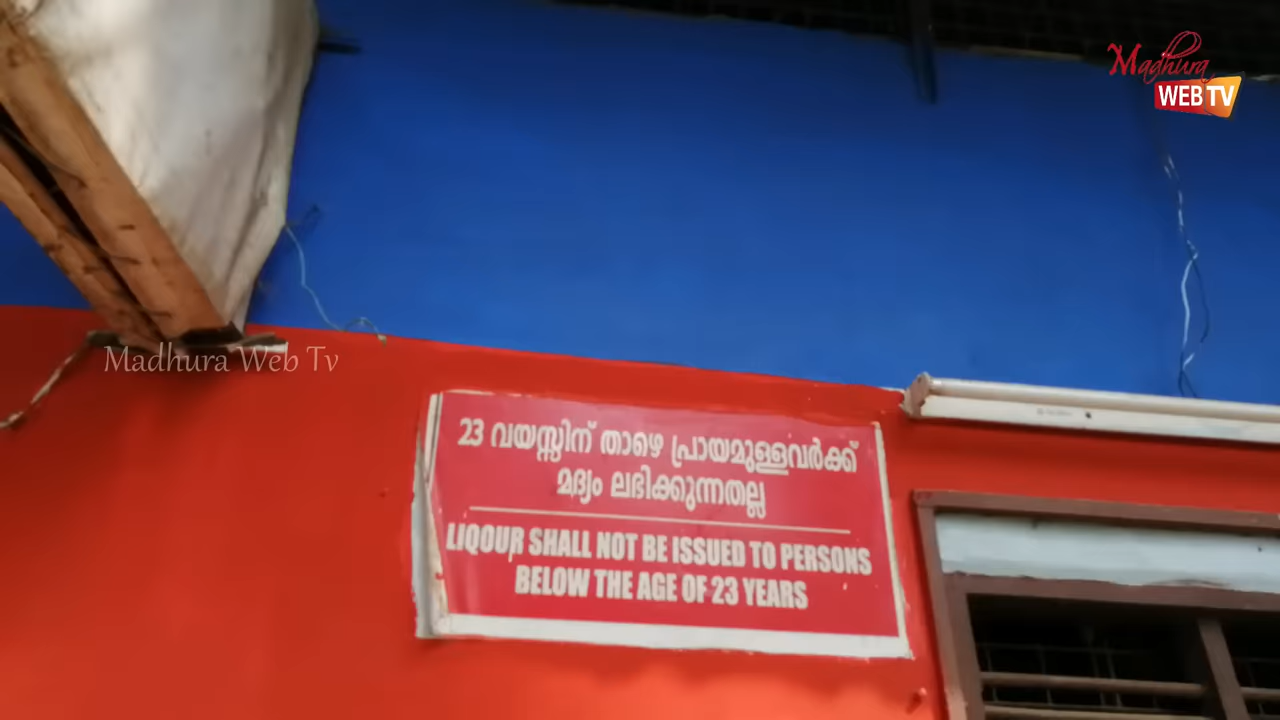 Madhura
WEB TV
Madhura Web Tv
23 വയസ്സിന് താഴെ പ്രായമുള്ളവർക്ക്
മദ്യം ലഭിക്കുന്നതല്ല
LIQOUR SHALL NOT BE ISSUED TO PERSONS
BELOW THE AGE OF 23 YEARS